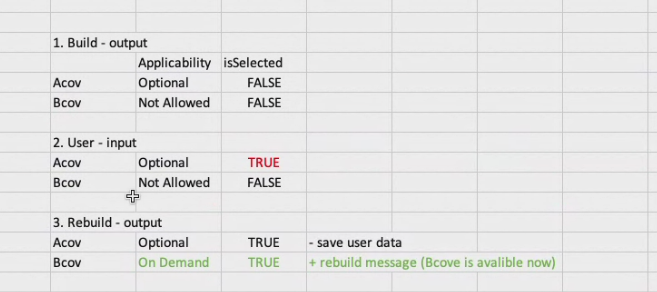 1. Build - output
Applicability isSelected
Acov Optional FALSE
Bcov Not Allowed FALSE
2. User - input
Acov Optional TRUE
Bcov Not Allowed FALSE
3. Rebuild - output
Acov Optional TRUE - save user data
Bcov On Demand TRUE + rebuild message (Bcove is avalible now)